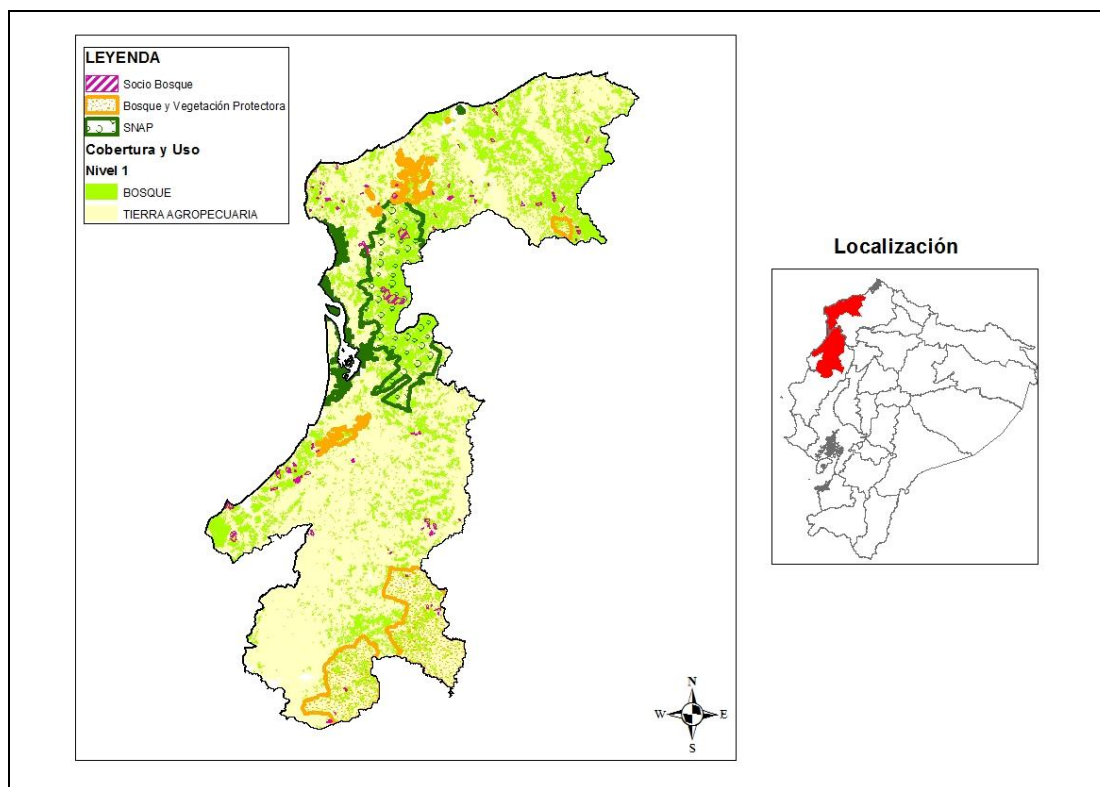 LEYENDA
Socio Bosque
Bosque y Vegetación Protectora
SNAP
Cobertura y Uso
Nivel 1
BOSQUE
TIERRA AGROPECUARIA
Localización
N
W E
S